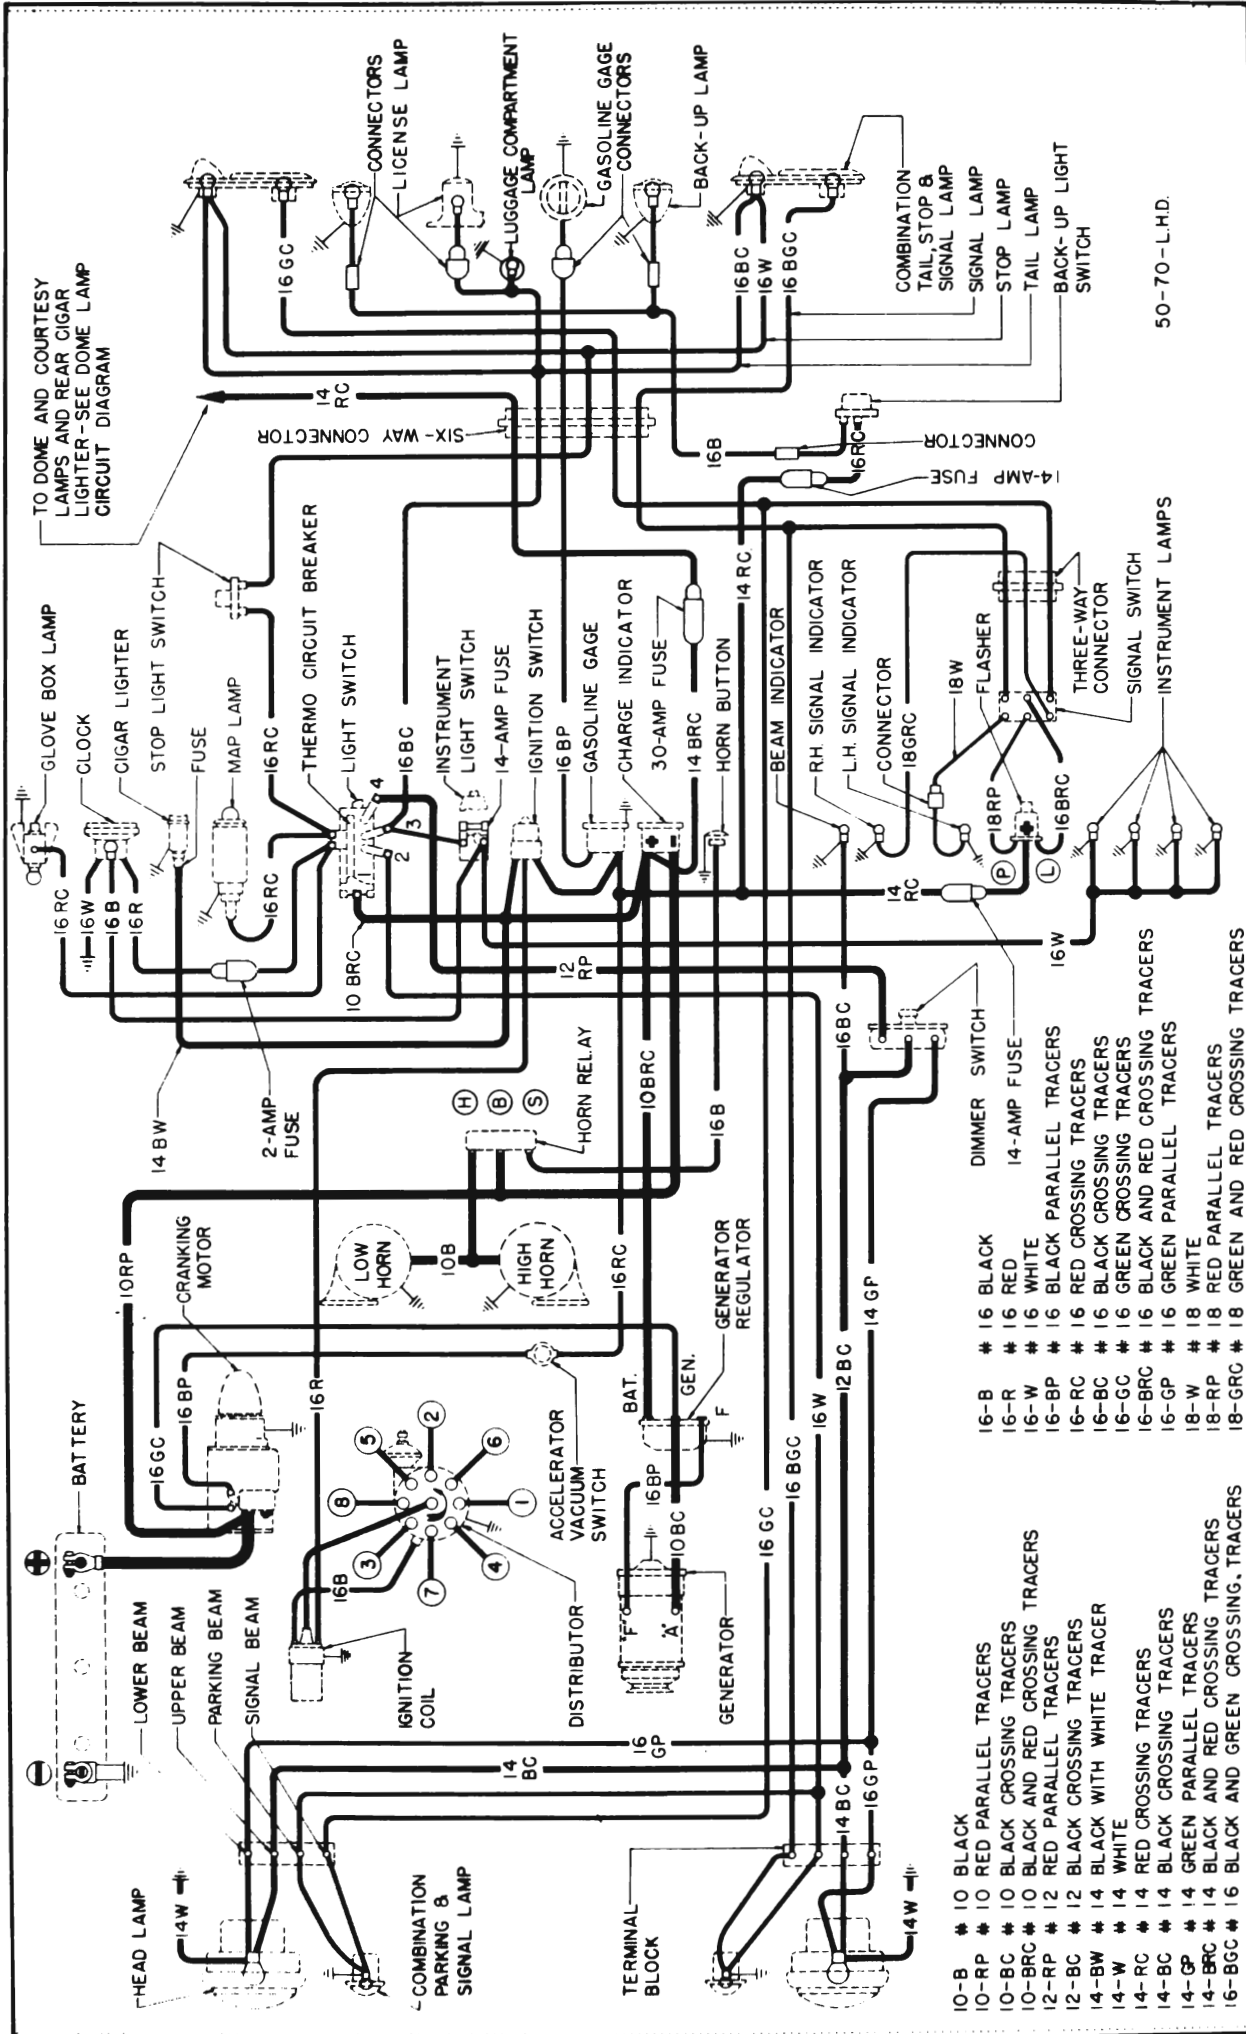 BATTERY
CRANKING
MOTOR
10RP
16GC
16 BP
16R
LOWER BEAM
UPPER BEAM
PARKING BEAM
SIGNAL BEAM
HEAD LAMP
14W
COMBINATION
PARKING &
SIGNAL LAMP
16B
IGNITION
COIL
5
2
6
8
1
3
7
4
DISTRIBUTOR
ACCELERATOR
VACUUM
SWITCH
LOW
HORN
10B
HIGH
HORN
16RC
H
B
S
HORN RELAY
GENERATOR
REGULATOR
BAT.
GEN.
F
16BP
10BC
"F"
"A"
GENERATOR
16
GP
14
BC
TERMINAL
BLOCK
14 BC
16GP
14W
16 GC
16 BGC
16W
12BC
14 GP
TO DOME AND COURTESY
LAMPS AND REAR CIGAR
LIGHTER-SEE DOME LAMP
CIRCUIT DIAGRAM
GLOVE BOX LAMP
CLOCK
CIGAR LIGHTER
STOP LIGHT SWITCH
FUSE
MAP LAMP
16RC
THERMO CIRCUIT BREAKER
LIGHT SWITCH
16 BC
INSTRUMENT
LIGHT SWITCH
14-AMP FUSE
IGNITION SWITCH
16 BP
GASOLINE GAGE
CHARGE INDICATOR
30-AMP FUSE
14 BRC
HORN BUTTON
BEAM INDICATOR
R.H. SIGNAL INDICATOR
L.H. SIGNAL INDICATOR
CONNECTOR
18GRC
18W
FLASHER
THREE-WAY
CONNECTOR
SIGNAL SWITCH
INSTRUMENT LAMPS
16 RC
16W
16 B
16R
16RC
1
2
3
4
14 BW
2-AMP
FUSE
10 BRC
12
RP
10BRC
16B
16BC
14
RC
18RP
16BRC
P
L
16W
DIMMER SWITCH
14-AMP FUSE
14
RC
SIX-WAY CONNECTOR
16B
14 RC
16RC
CONNECTOR
14-AMP FUSE
16 GC
CONNECTORS
LICENSE LAMP
LUGGAGE COMPARTMENT
LAMP
GASOLINE GAGE
CONNECTORS
BACK-UP LAMP
16 BC
16 W
16 BGC
COMBINATION
TAIL, STOP &
SIGNAL LAMP
SIGNAL LAMP
STOP LAMP
TAIL LAMP
BACK-UP LIGHT
SWITCH
50-70-L.H.D.
10-B # 10 BLACK
10-RP # 10 RED PARALLEL TRACERS
10-BC # 10 BLACK CROSSING TRACERS
10-BRC # 10 BLACK AND RED CROSSING TRACERS
12-RP # 12 RED PARALLEL TRACERS
12-BC # 12 BLACK CROSSING TRACERS
14-BW # 14 BLACK WITH WHITE TRACER
14-W # 14 WHITE
14-RC # 14 RED CROSSING TRACERS
14-BC # 14 BLACK CROSSING TRACERS
14-GP # 14 GREEN PARALLEL TRACERS
14-BRC # 14 BLACK AND RED CROSSING TRACERS
16-BGC # 16 BLACK AND GREEN CROSSING. TRACERS
16-B # 16 BLACK
16-R # 16 RED
16-W # 16 WHITE
16-BP # 16 BLACK PARALLEL TRACERS
16-RC # 16 RED CROSSING TRACERS
16-BC # 16 BLACK CROSSING TRACERS
16-GC # 16 GREEN CROSSING TRACERS
16-BRC # 16 BLACK AND RED CROSSING TRACERS
16-GP # 16 GREEN PARALLEL TRACERS
18-W # 18 WHITE
18-RP # 18 RED PARALLEL TRACERS
18-GRC # 18 GREEN AND RED CROSSING TRACERS